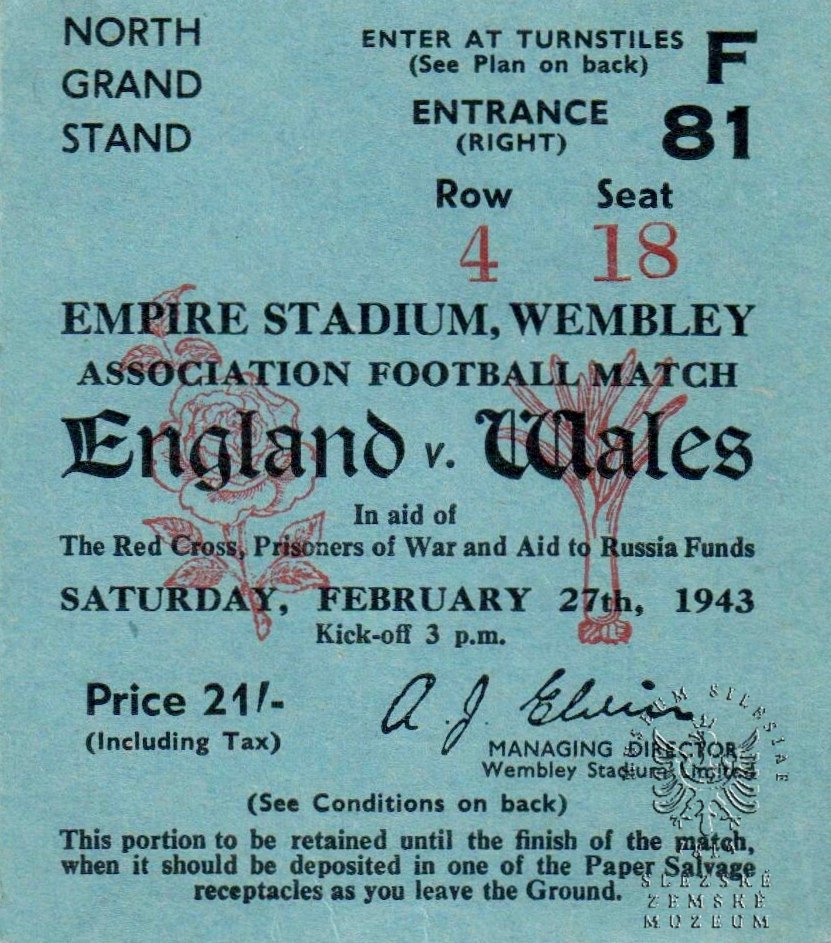 NORTH
GRAND
STAND
ENTER AT TURNSTILES
(See Plan on back)
F
ENTRANCE
(RIGHT)
81
Row Seat
4 18
EMPIRE STADIUM, WEMBLEY
ASSOCIATION FOOTBALL MATCH
England v. Wales
In aid of
The Red Cross, Prisoners of War and Aid to Russia Funds
SATURDAY, FEBRUARY 27th, 1943
Kick-off 3 p.m.
Price 21/-
(Including Tax)
A. J. Elvin
MANAGING DIRECTOR
Wembley Stadium Limited
(See Conditions on back)
This portion to be retained until the finish of the match,
when it should be deposited in one of the Paper Salvage
receptacles as you leave the Ground.
MUSEUM SILESIAE
SLEZSKÉ
ZEMSKÉ
MUZEUM